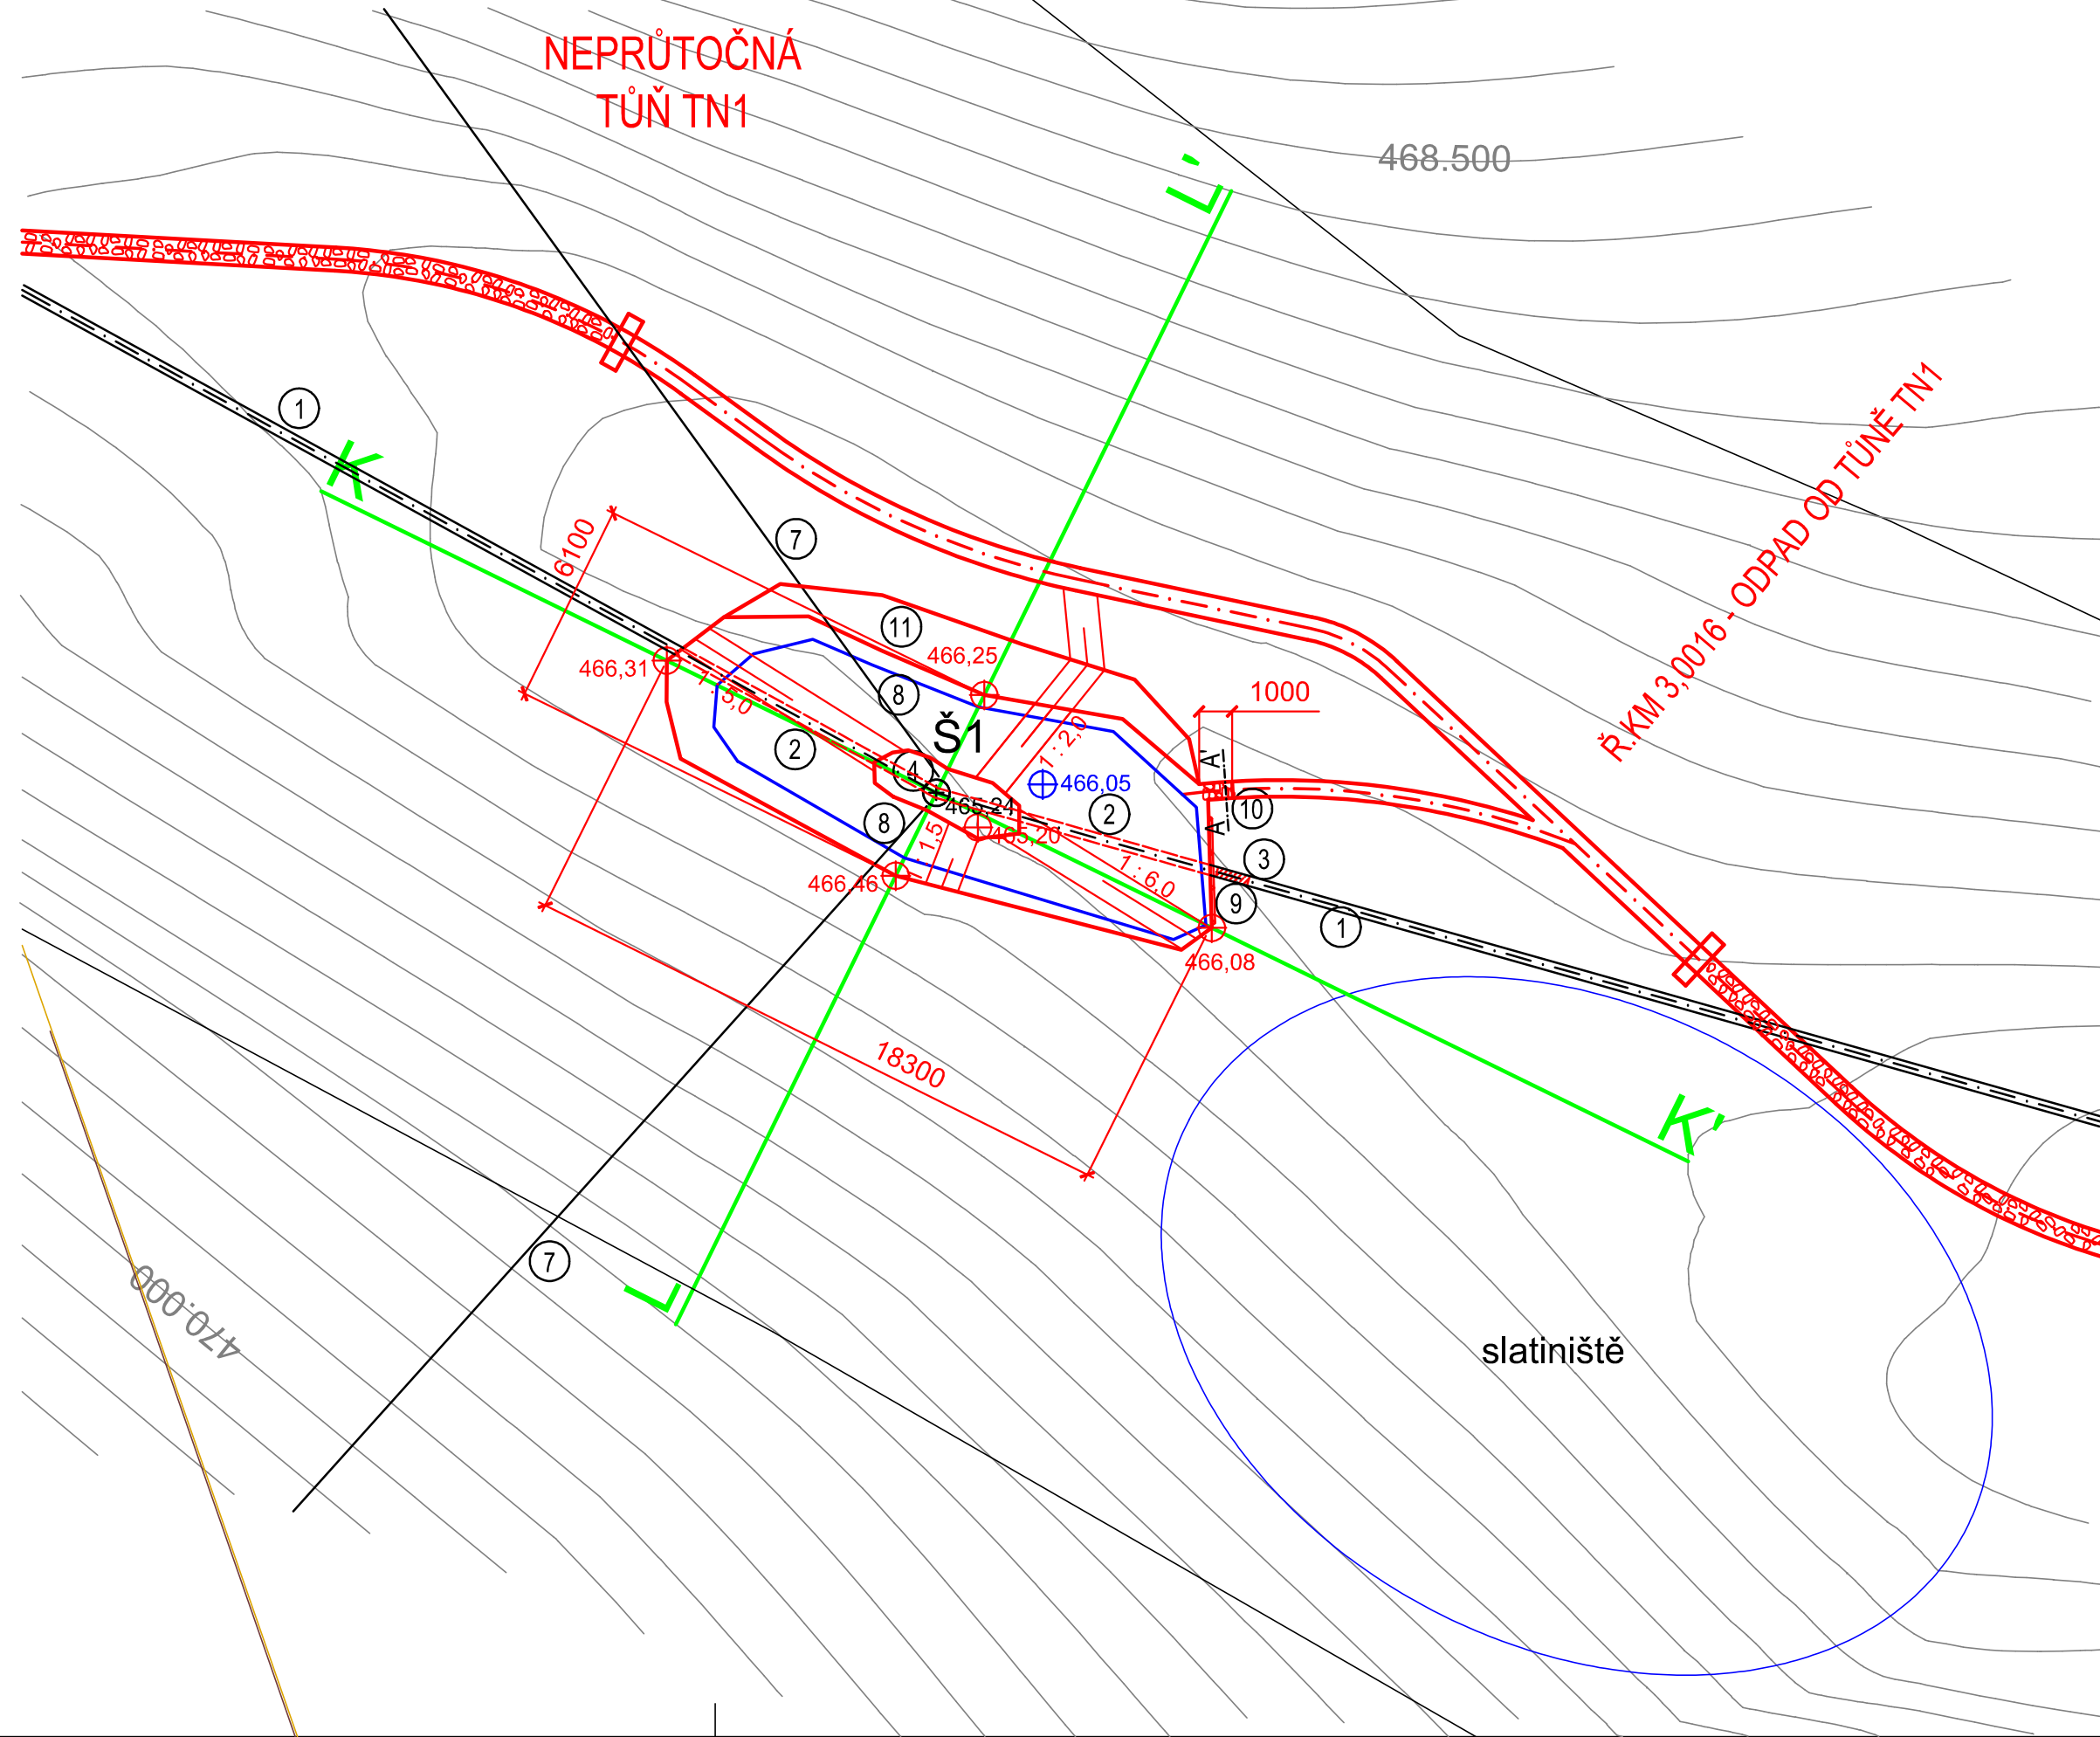 NEPRŮTOČNÁ
TŮŇ TN1
L'
468.500
Ř.KM 3,0016 - ODPAD OD TŮNĚ TN1
1
K
7
6100
11
466,25
466,31
1 : 5,0
8
1000
Š1
2
1 : 2,0
A'
4
466,05
465,24
2
10
8
A
465,20
1,5
3
1 : 6,0
466,46
9
1
466,08
18300
K'
7
L
470.000
slatiniště